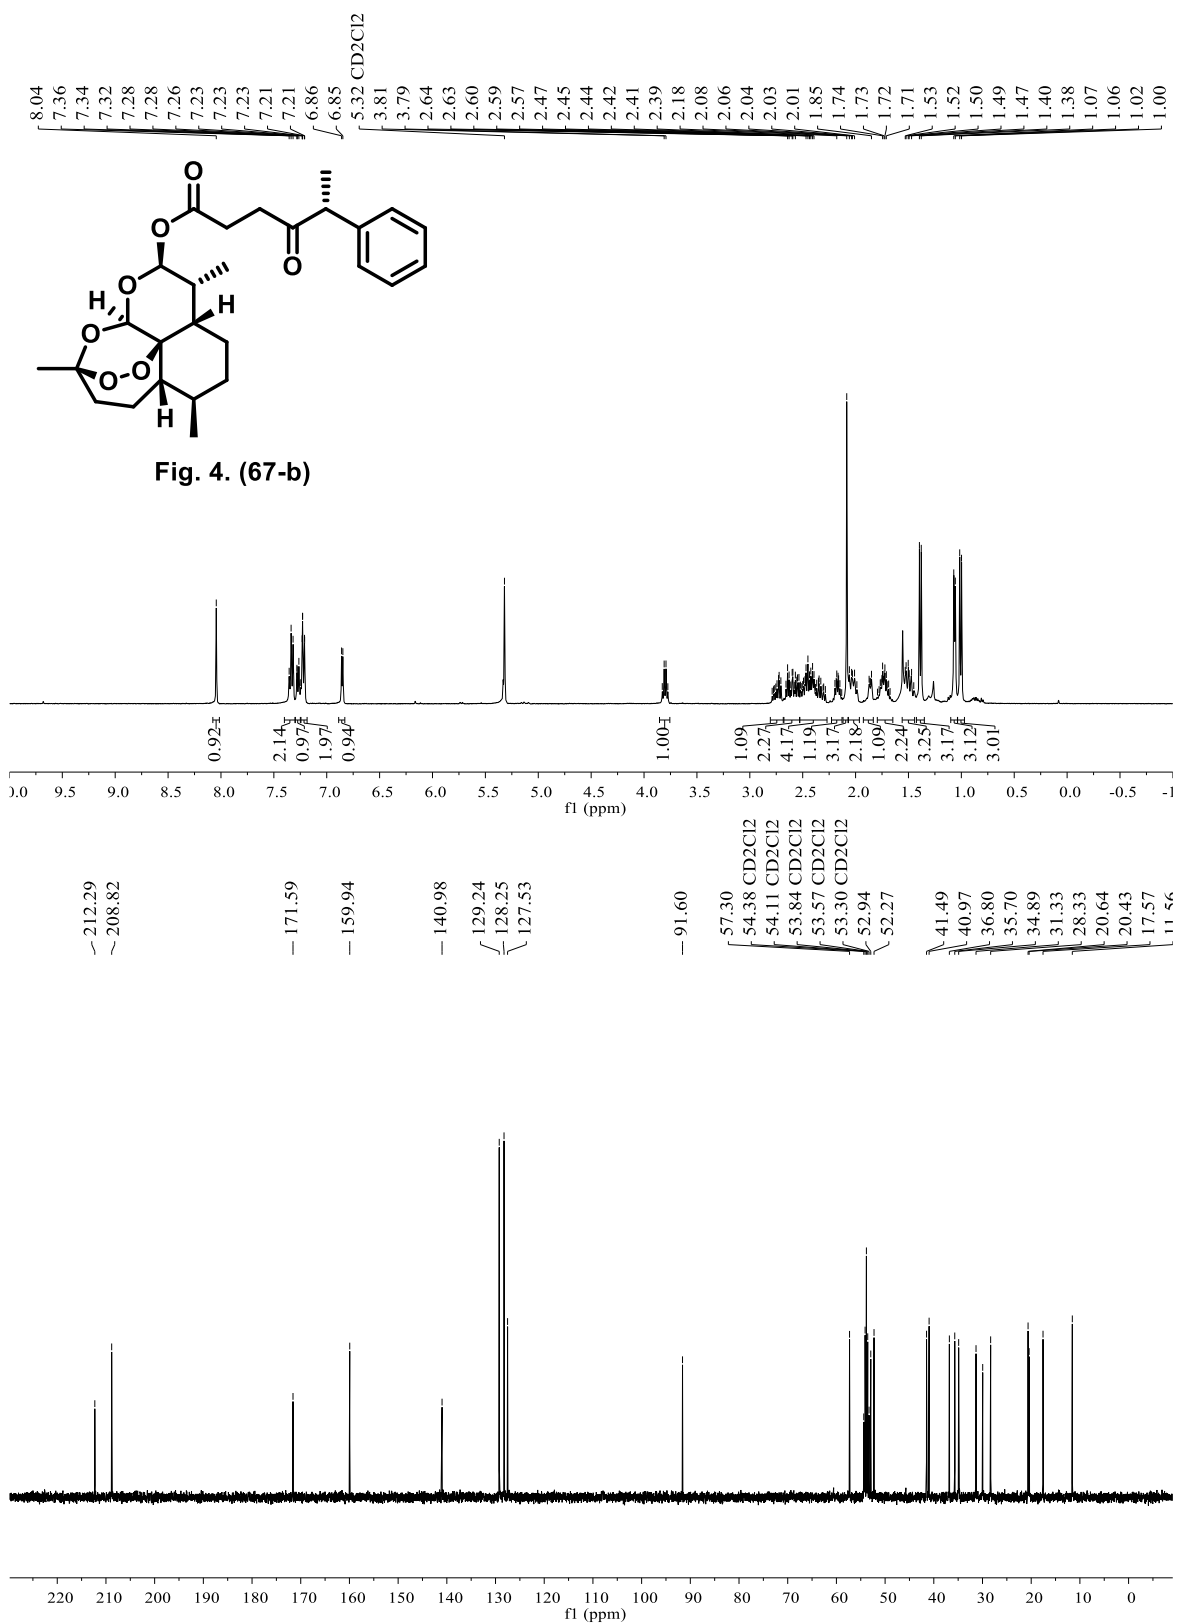 8.04 7.36 7.34 7.32 7.28 7.28 7.26 7.23 7.23 7.23 7.21 7.21 6.86 6.85 5.32 CD2Cl2 3.81 3.79 2.64 2.63 2.60 2.59 2.57 2.47 2.45 2.44 2.42 2.41 2.39 2.18 2.08 2.06 2.04 2.03 2.01 1.85 1.74 1.73 1.72 1.71 1.53 1.52 1.50 1.49 1.47 1.40 1.38 1.07 1.06 1.02 1.00
O
O
O
O
H
H
O
O
O
H
Fig. 4. (67-b)
0.92 2.14 0.97 1.97 0.94 1.00 1.09 2.27 4.17 1.19 3.17 2.18 1.09 2.24 3.25 3.17 3.12 3.01
0.0 9.5 9.0 8.5 8.0 7.5 7.0 6.5 6.0 5.5 5.0 4.5 4.0 3.5 3.0 2.5 2.0 1.5 1.0 0.5 0.0 -0.5 -1
f1 (ppm)
212.29 208.82 171.59 159.94 140.98 129.24 128.25 127.53 91.60 57.30 54.38 CD2Cl2 54.11 CD2Cl2 53.84 CD2Cl2 53.57 CD2Cl2 53.30 CD2Cl2 52.94 52.27 41.49 40.97 36.80 35.70 34.89 31.33 28.33 20.64 20.43 17.57 11.56
220 210 200 190 180 170 160 150 140 130 120 110 100 90 80 70 60 50 40 30 20 10 0
f1 (ppm)